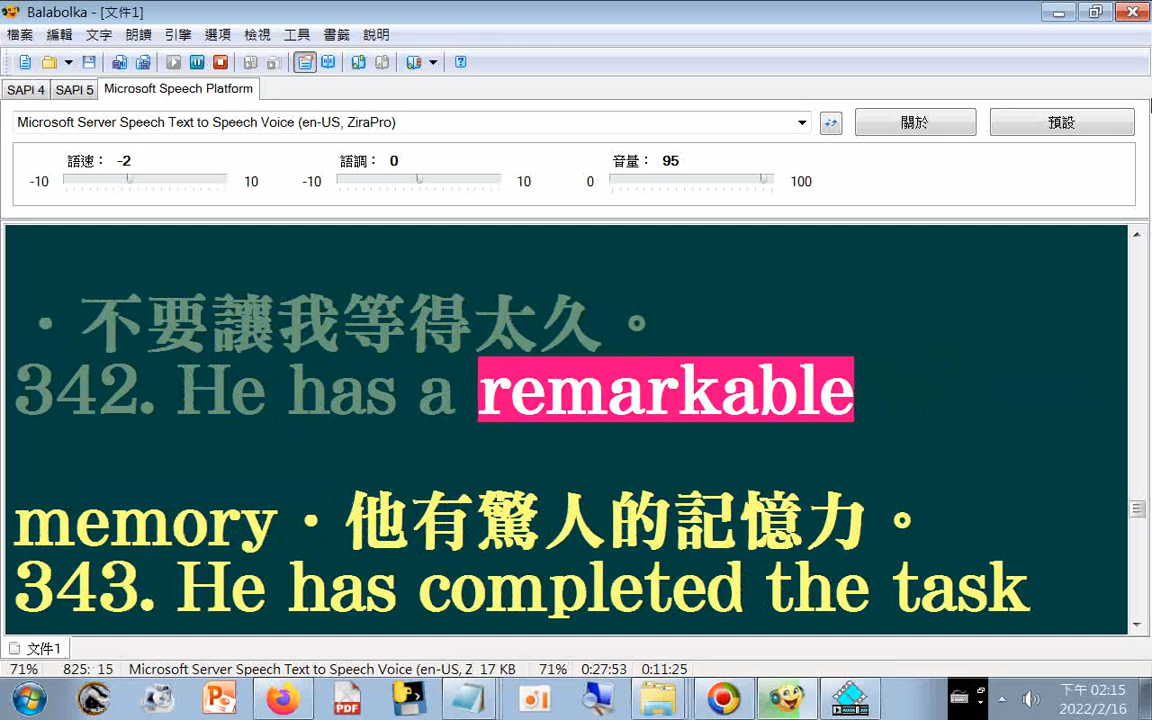 Balabolka - [文件1]
檔案 編輯 文字 朗讀 引擎 選項 檢視 工具 書籤 說明
SAPI 4 SAPI 5 Microsoft Speech Platform
Microsoft Server Speech Text to Speech Voice (en-US, ZiraPro) 關於 預設
語速： -2 語調： 0 音量： 95
-10 10 -10 10 0 100
・不要讓我等得太久。
342. He has a remarkable
memory・他有驚人的記憶力。
343. He has completed the task
文件1
71% 825: 15 Microsoft Server Speech Text to Speech Voice (en-US, Z 17 KB 71% 0:27:53 0:11:25
下午 02:15
2022/2/16